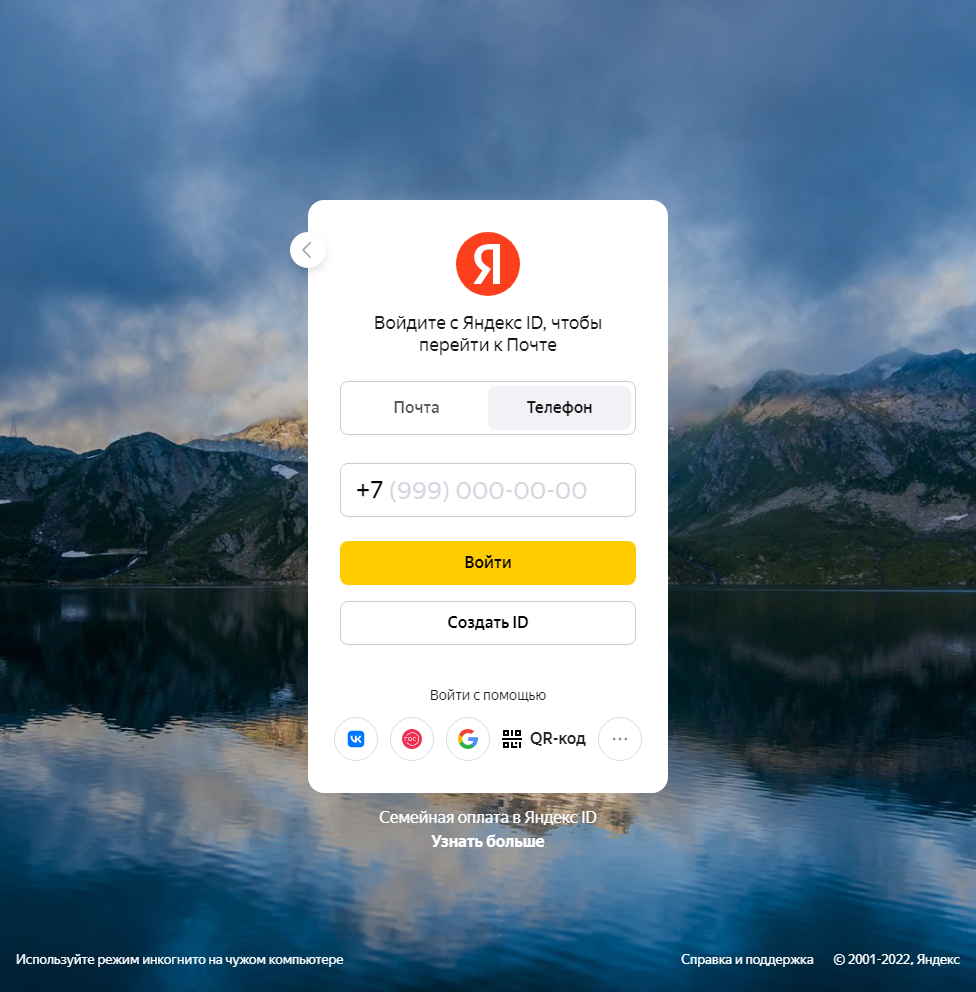 Я
Войдите с Яндекс ID, чтобы
перейти к Почте
Почта
Телефон
+7 (999) 000-00-00
Войти
Создать ID
Войти с помощью
гос
QR-код
Семейная оплата в Яндекс ID
Узнать больше
Используйте режим инкогнито на чужом компьютере
Справка и поддержка
© 2001-2022, Яндекс